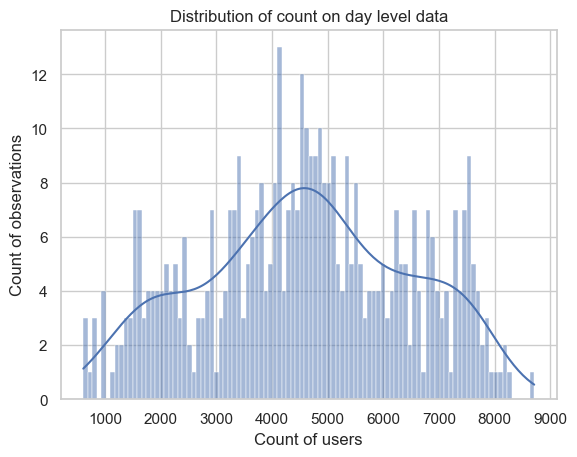 Distribution of count on day level data
12
10
8
6
4
2
0
Count of observations
1000 2000 3000 4000 5000 6000 7000 8000 9000
Count of users